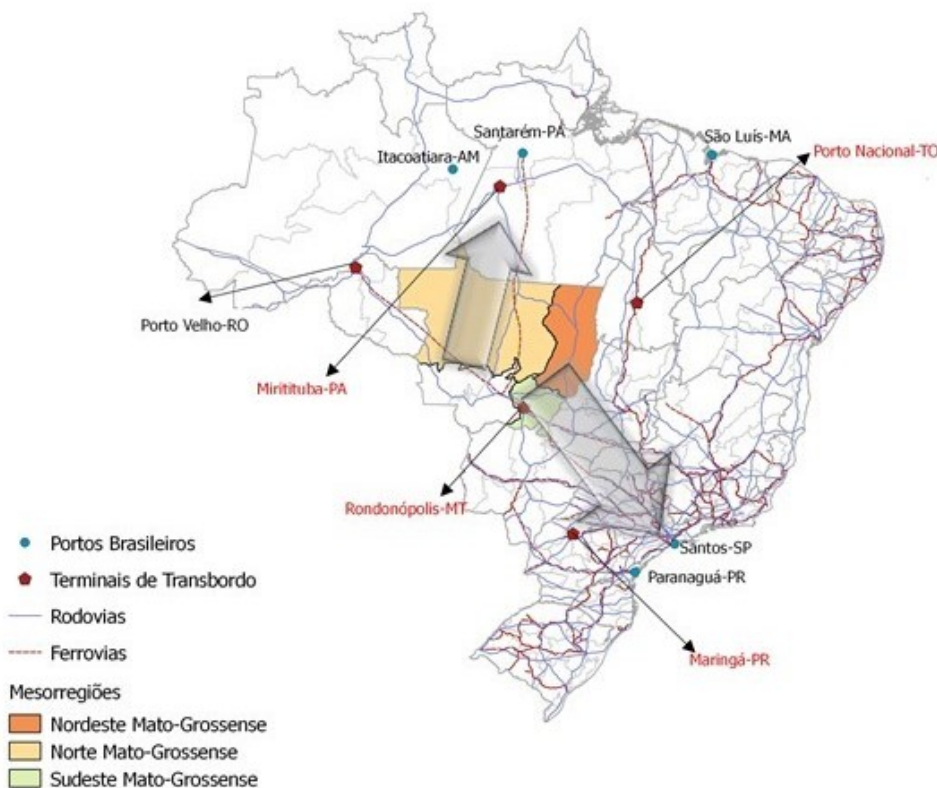 Santarém-PA
São Luís-MA
Porto Nacional-TO
Itacoatiara-AM
Porto Velho-RO
Miritituba-PA
Rondonópolis-MT
Santos-SP
Paranaguá-PR
Maringá-PR
Portos Brasileiros
Terminais de Transbordo
Rodovias
Ferrovias
Mesorregiões
Nordeste Mato-Grossense
Norte Mato-Grossense
Sudeste Mato-Grossense